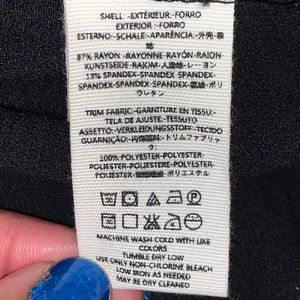 SHELL - EXTÉRIEUR - FORRO
EXTERIOR - FORRO
ESTERNO - SCHALE - APARÊNCIA - 外壳 -
87% RAYON - RAYONNE - RAYÓN - RAION
KUNSTSEIDE - RAJOM - 人造丝 - レーヨン
13% SPANDEX - SPANDEX - SPANDEX
SPANDEX - SPANDEX - SPANDEX - 氨纶 - ポリ
ウレタン
TRIM FABRIC - GARNITURE EN TISSU -
TELA DE AJUSTE - TESSUTO
ASSETTO - VERKLEIDUNGSSTOFF - TECIDO
GUARNIÇÃO - トリムファブリッ
ク
100% POLYESTER - POLYESTER -
POLIÉSTER - POLIESTERE - POLYESTER
POLIÉSTER - ポリエステル
MACHINE WASH COLD WITH LIKE
COLORS
TUMBLE DRY LOW
USE ONLY NON-CHLORINE BLEACH
LOW IRON AS NEEDED
MAY BE DRY CLEANED